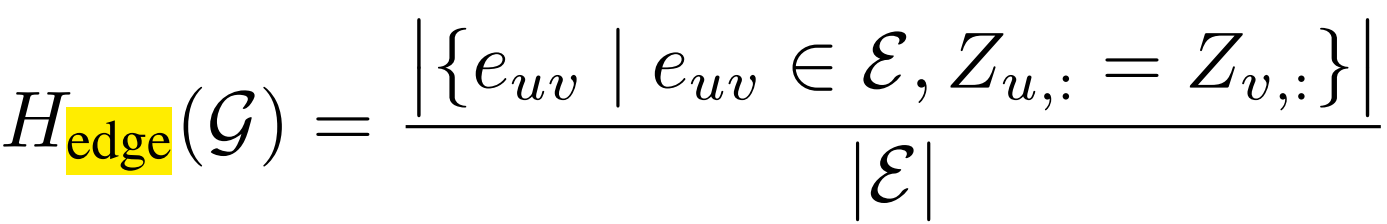 H_edge(𝒢) = |{e_uv | e_uv ∈ ℰ, Z_u,: = Z_v,:}| / |ℰ|